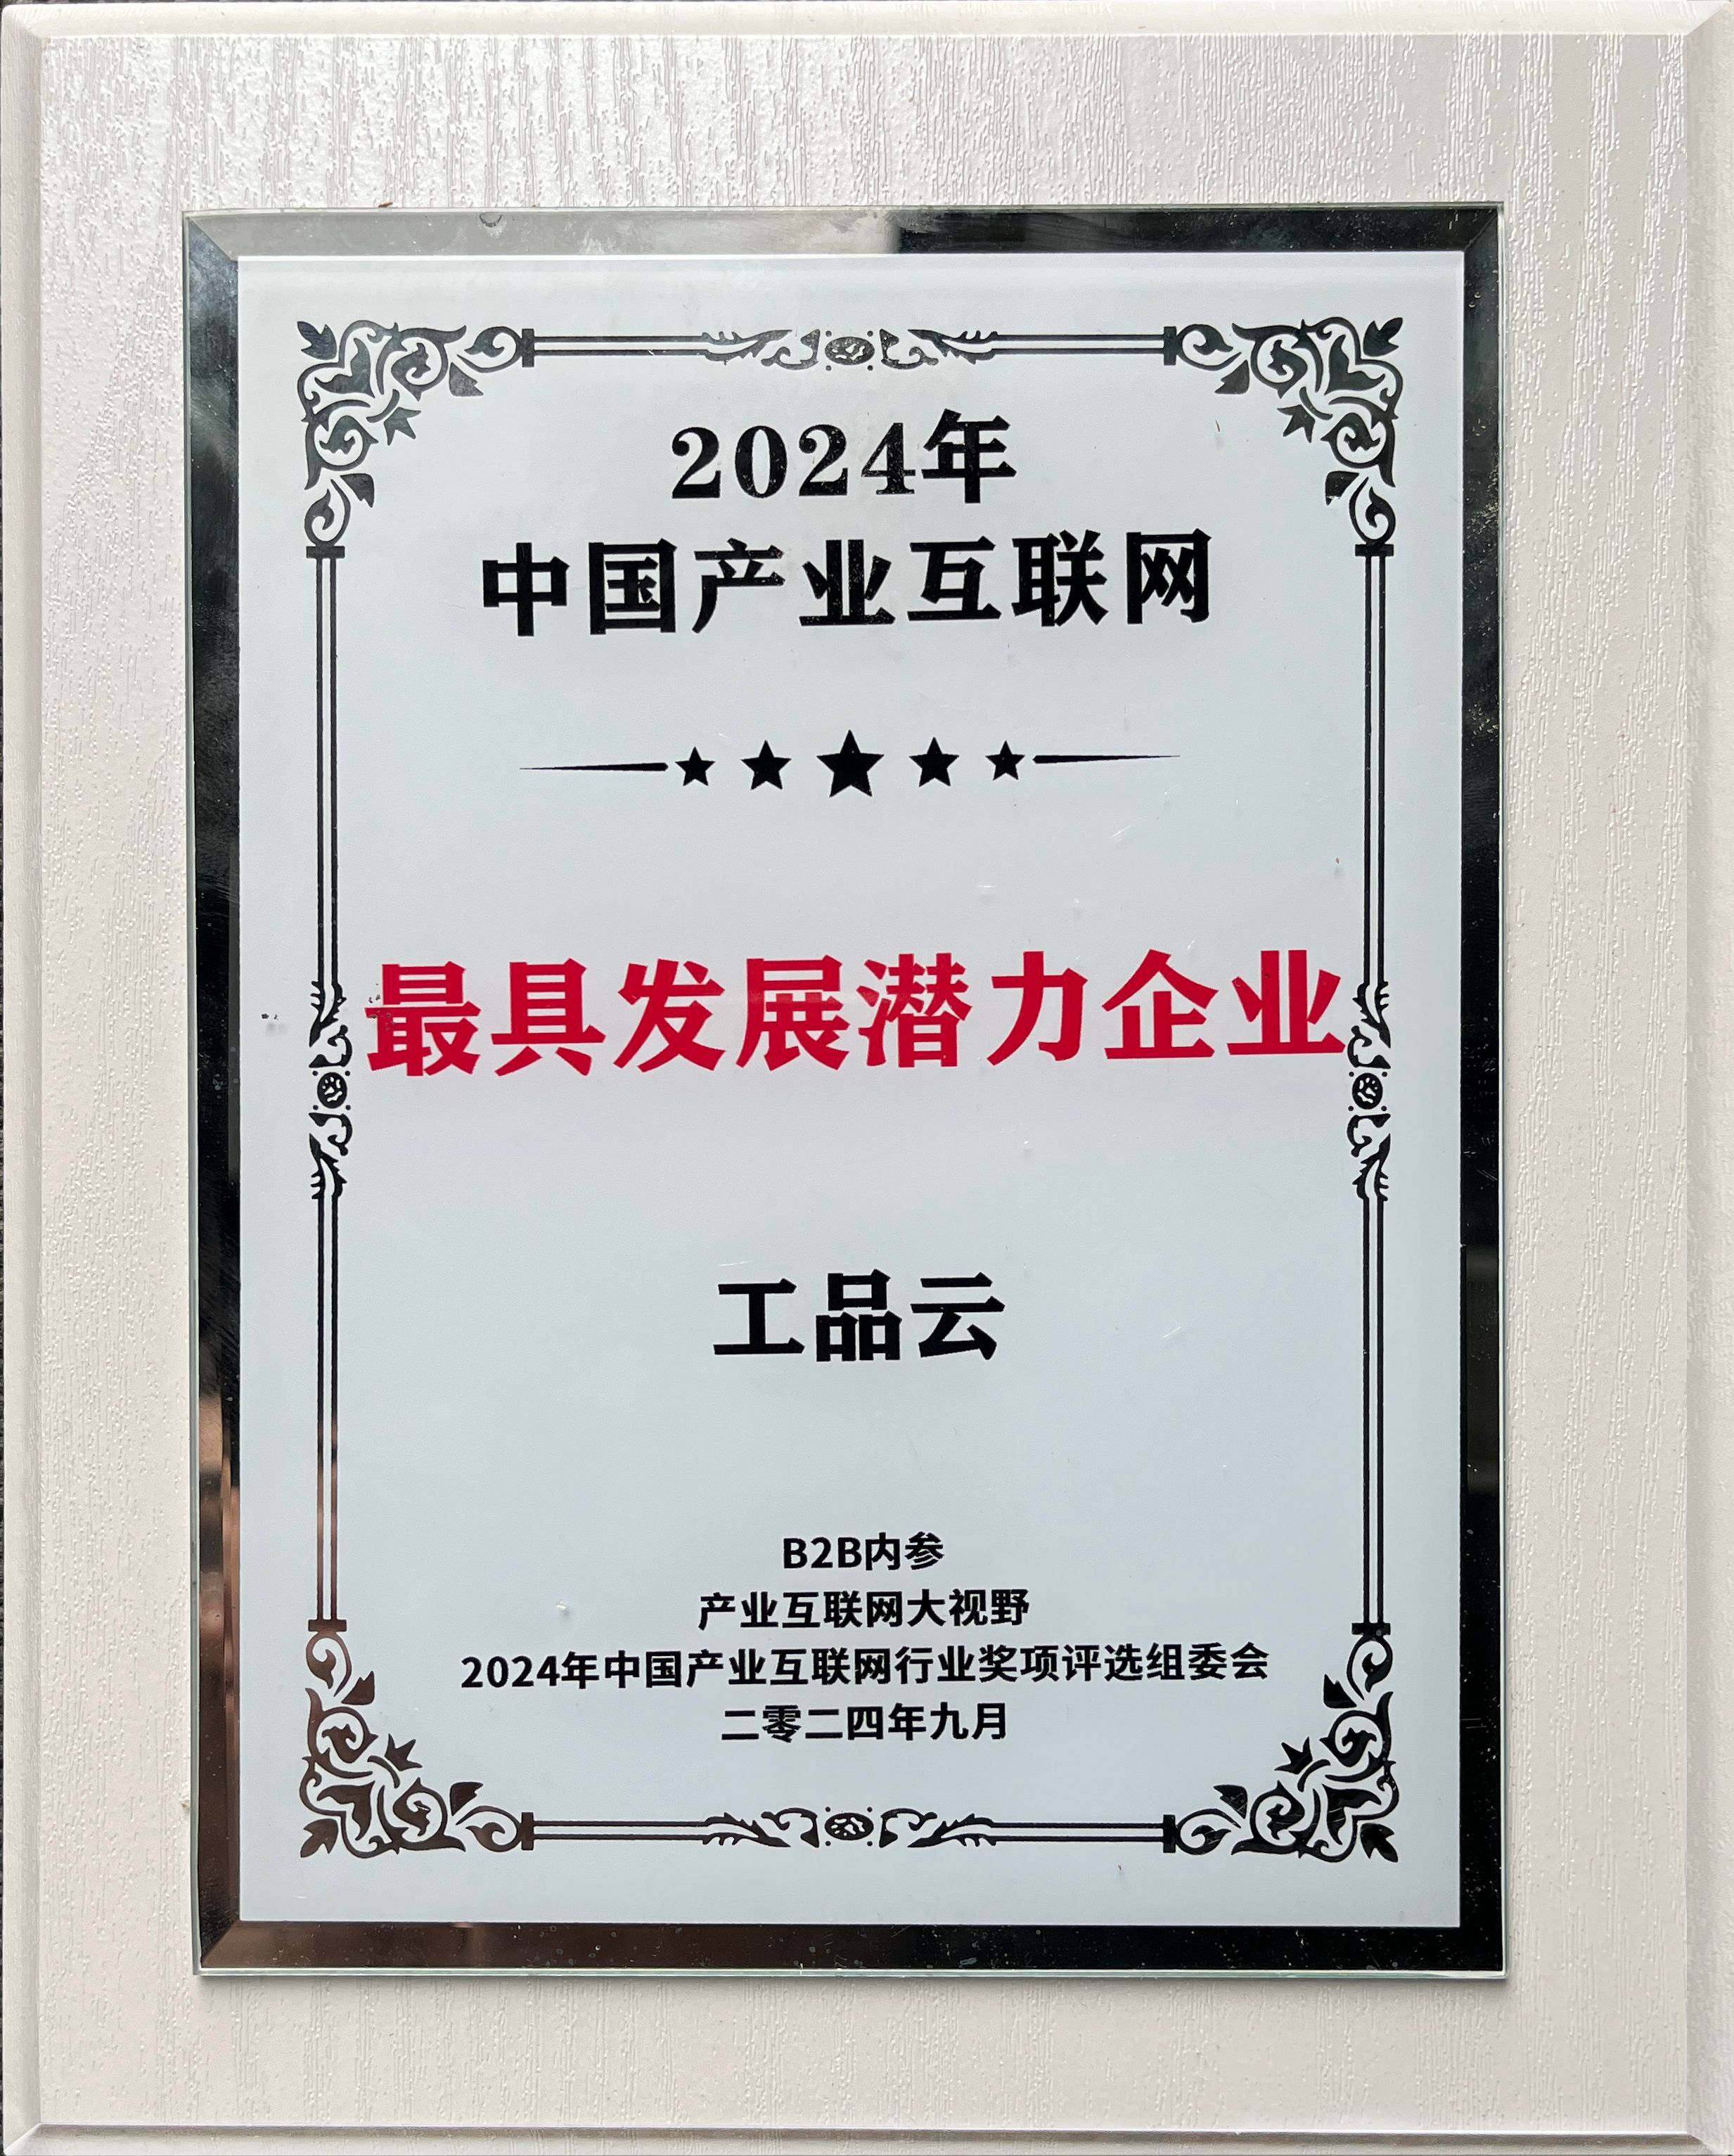 2024年
中国产业互联网
最具发展潜力企业
工品云
B2B内参
产业互联网大视野
2024年中国产业互联网行业奖项评选组委会
二零二四年九月